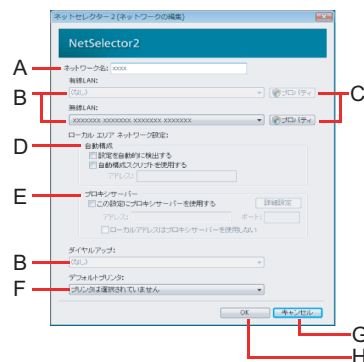 ネットセレクター2(ネットワークの編集)
NetSelector2
A ネットワーク名: xxxx
有線LAN:
B (なし) プロパティ C
無線LAN:
xxxxxxx xxxxxxx xxxxxxx xxxxxxx プロパティ
ローカル エリア ネットワーク設定:
D 自動構成
設定を自動的に検出する
自動構成スクリプトを使用する
アドレス:
E プロキシサーバー
この設定にプロキシサーバーを使用する 詳細設定
アドレス: ポート:
ローカルアドレスはプロキシサーバーを使用しない
ダイヤルアップ:
B (なし)
デフォルトプリンタ:
F プリンタは選択されていません
OK キャンセル
G
H